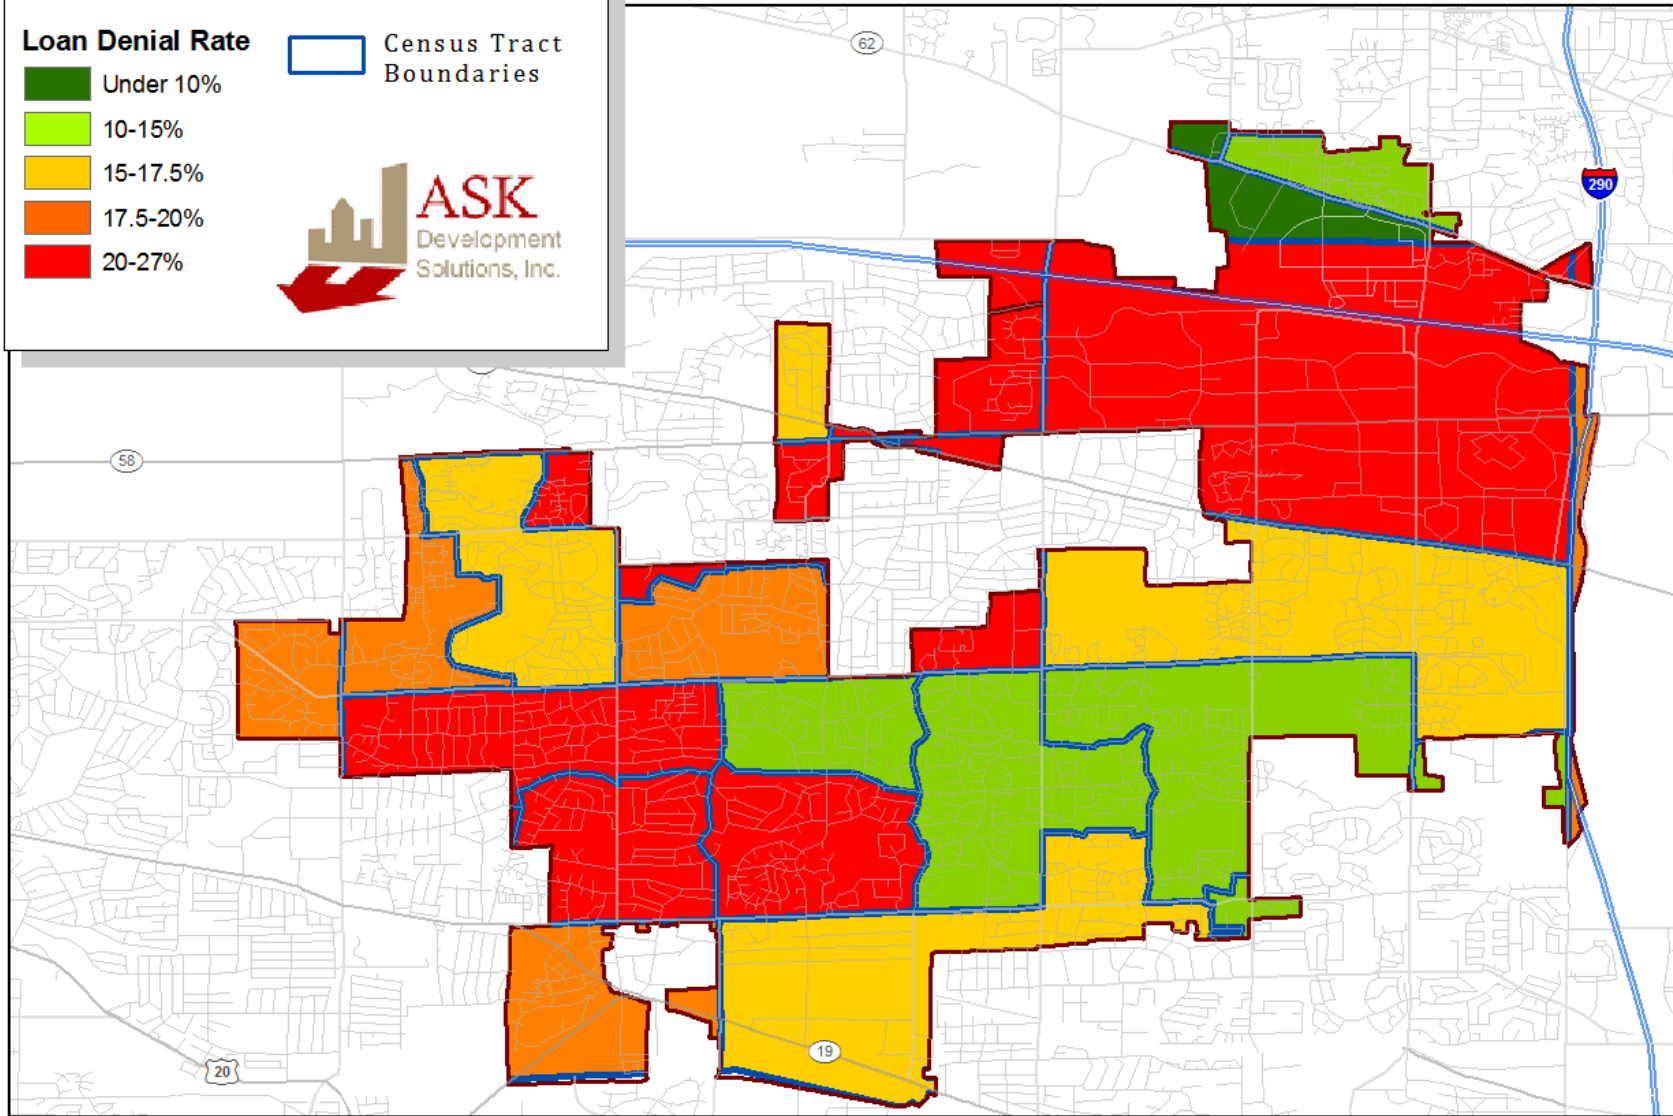 Loan Denial Rate
Under 10%
10-15%
15-17.5%
17.5-20%
20-27%
Census Tract
Boundaries
ASK
Development
Solutions, Inc.
62
290
58
19
20